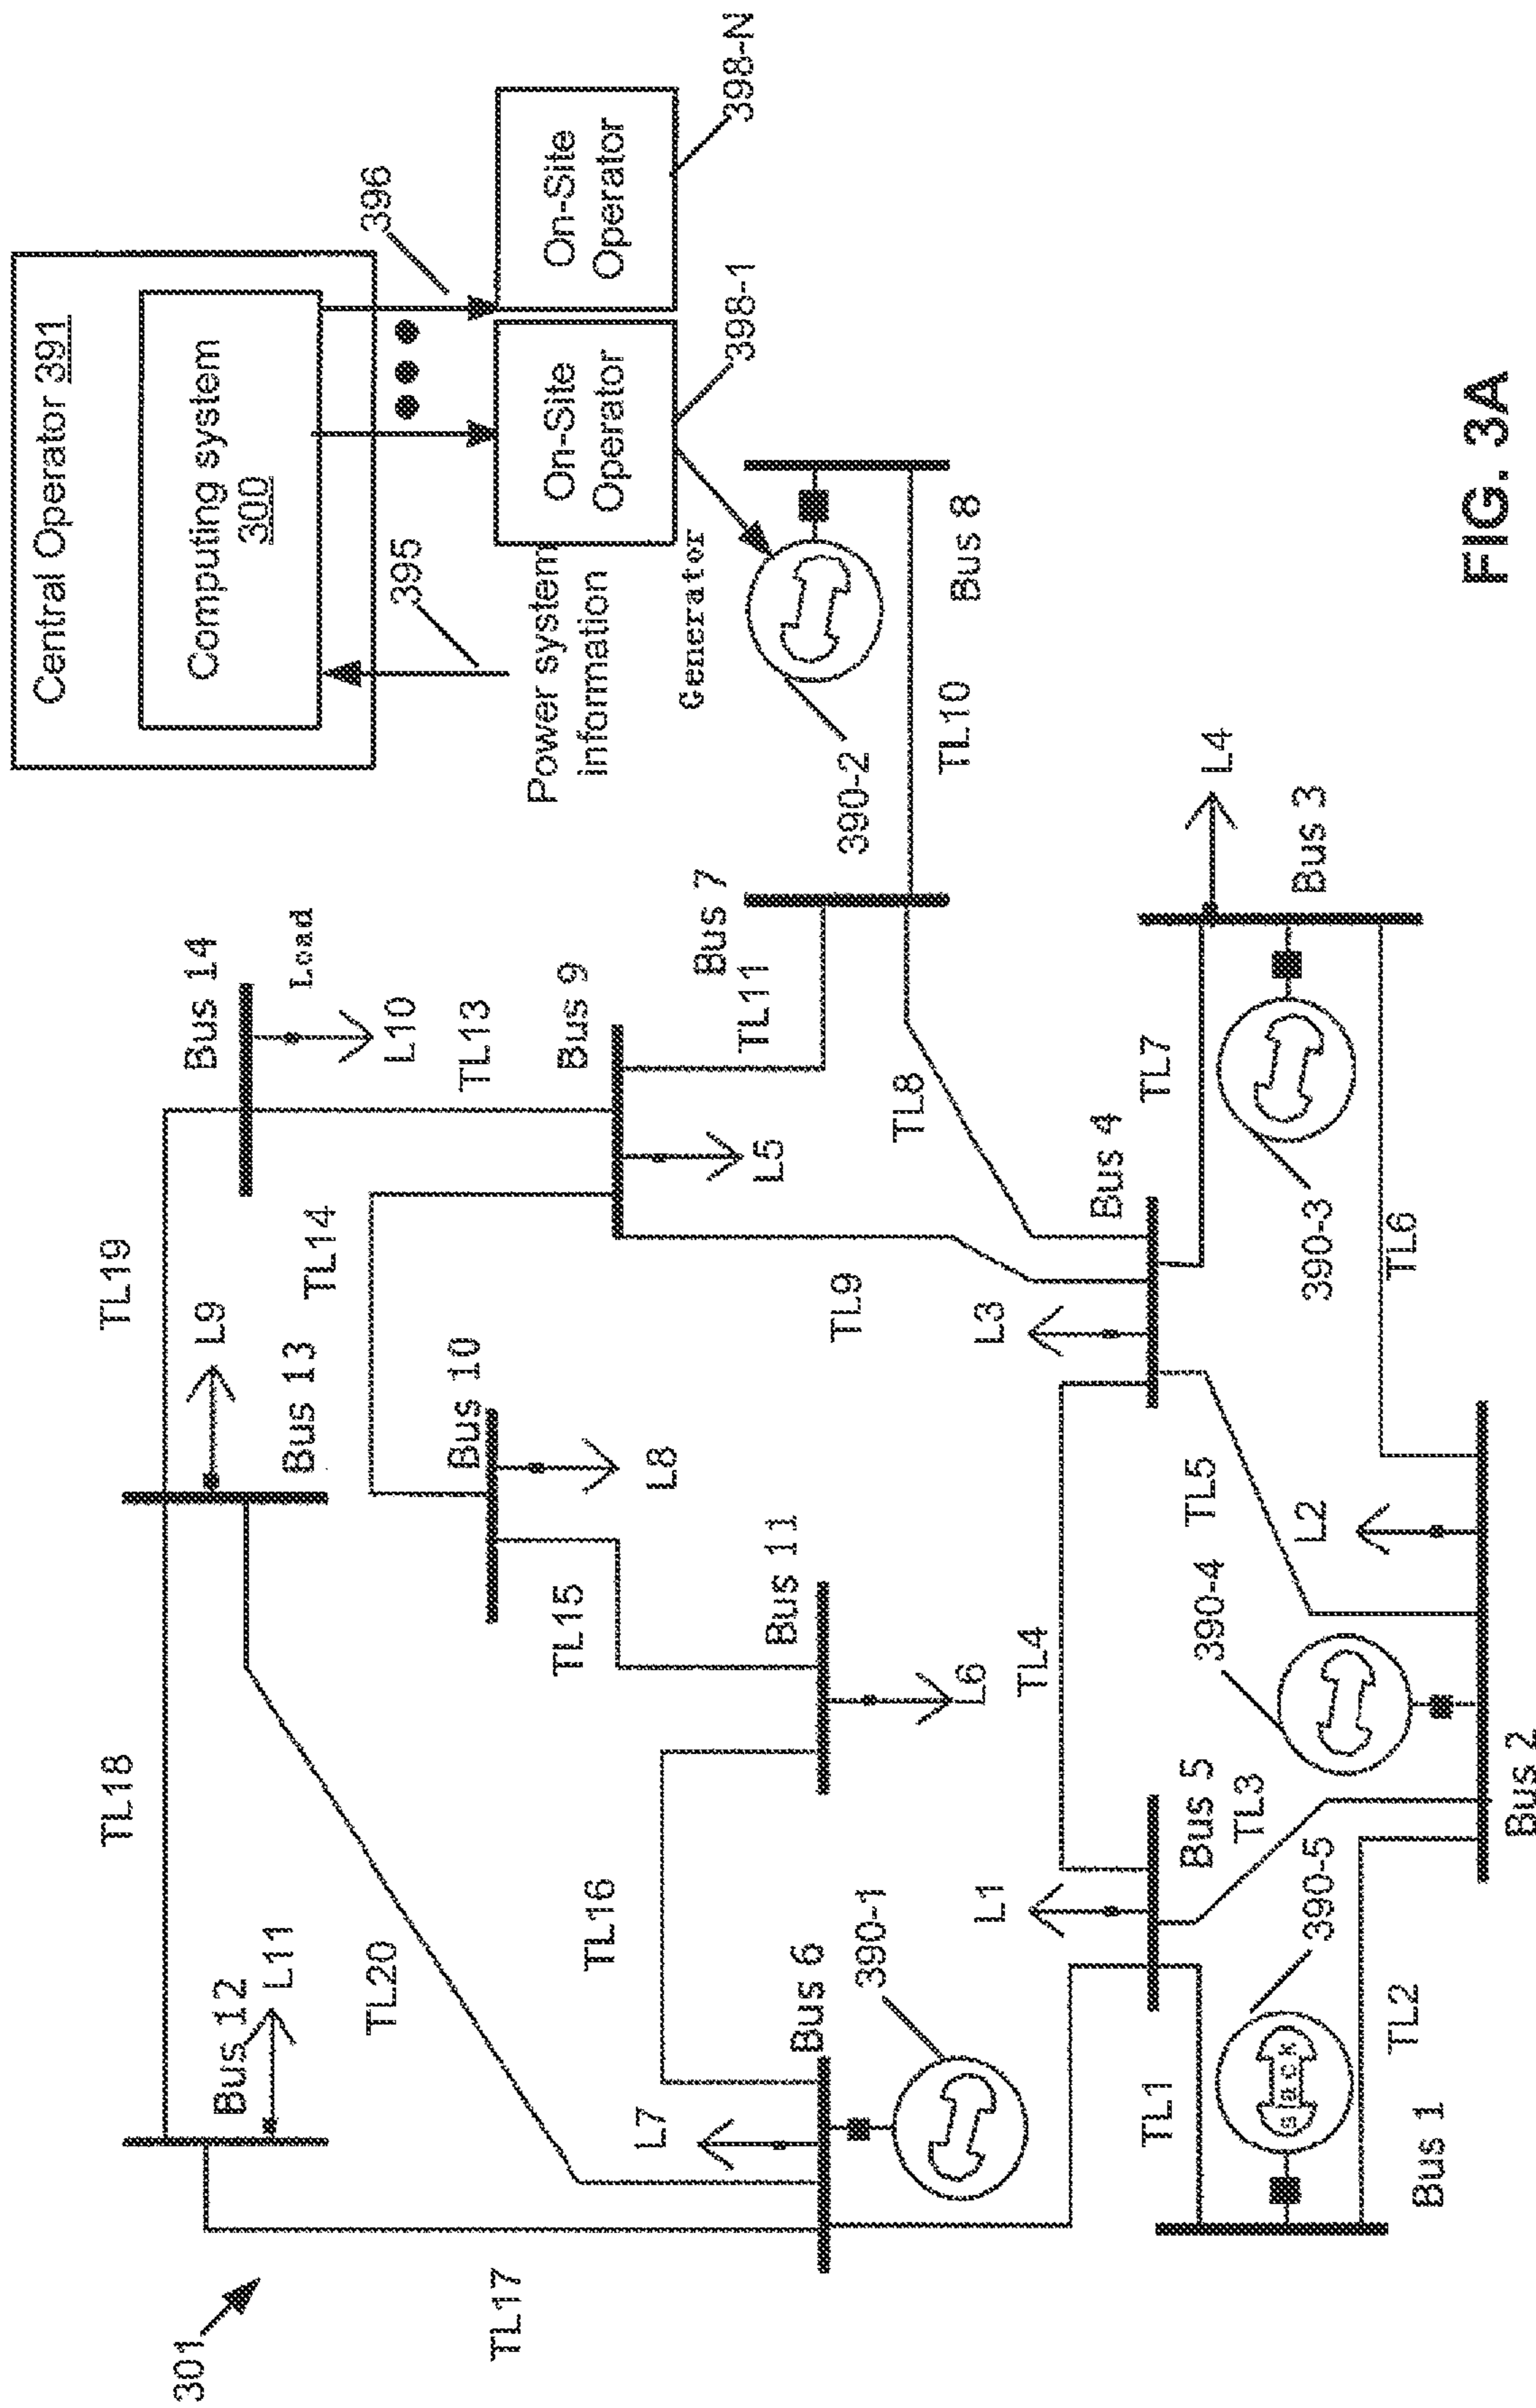 301
Central Operator 391
Computing system
300
395
396
Power system
information
On-Site
Operator
On-Site
Operator
398-1
398-N
Generator
390-2
Bus 8
TL10
Bus 7
TL11
TL8
Bus 14
Load
L10
TL13
Bus 9
L5
TL9
TL19
L9
Bus 13
TL14
Bus 10
L8
TL15
Bus 11
L6
TL18
Bus 12
L11
TL20
TL16
TL17
L7
Bus 6
390-1
L1
Bus 5
TL3
TL4
L3
Bus 4
TL7
L4
Bus 3
390-3
TL6
TL5
L2
390-4
Bus 2
390-5
TL1
Slack
TL2
Bus 1
FIG. 3A